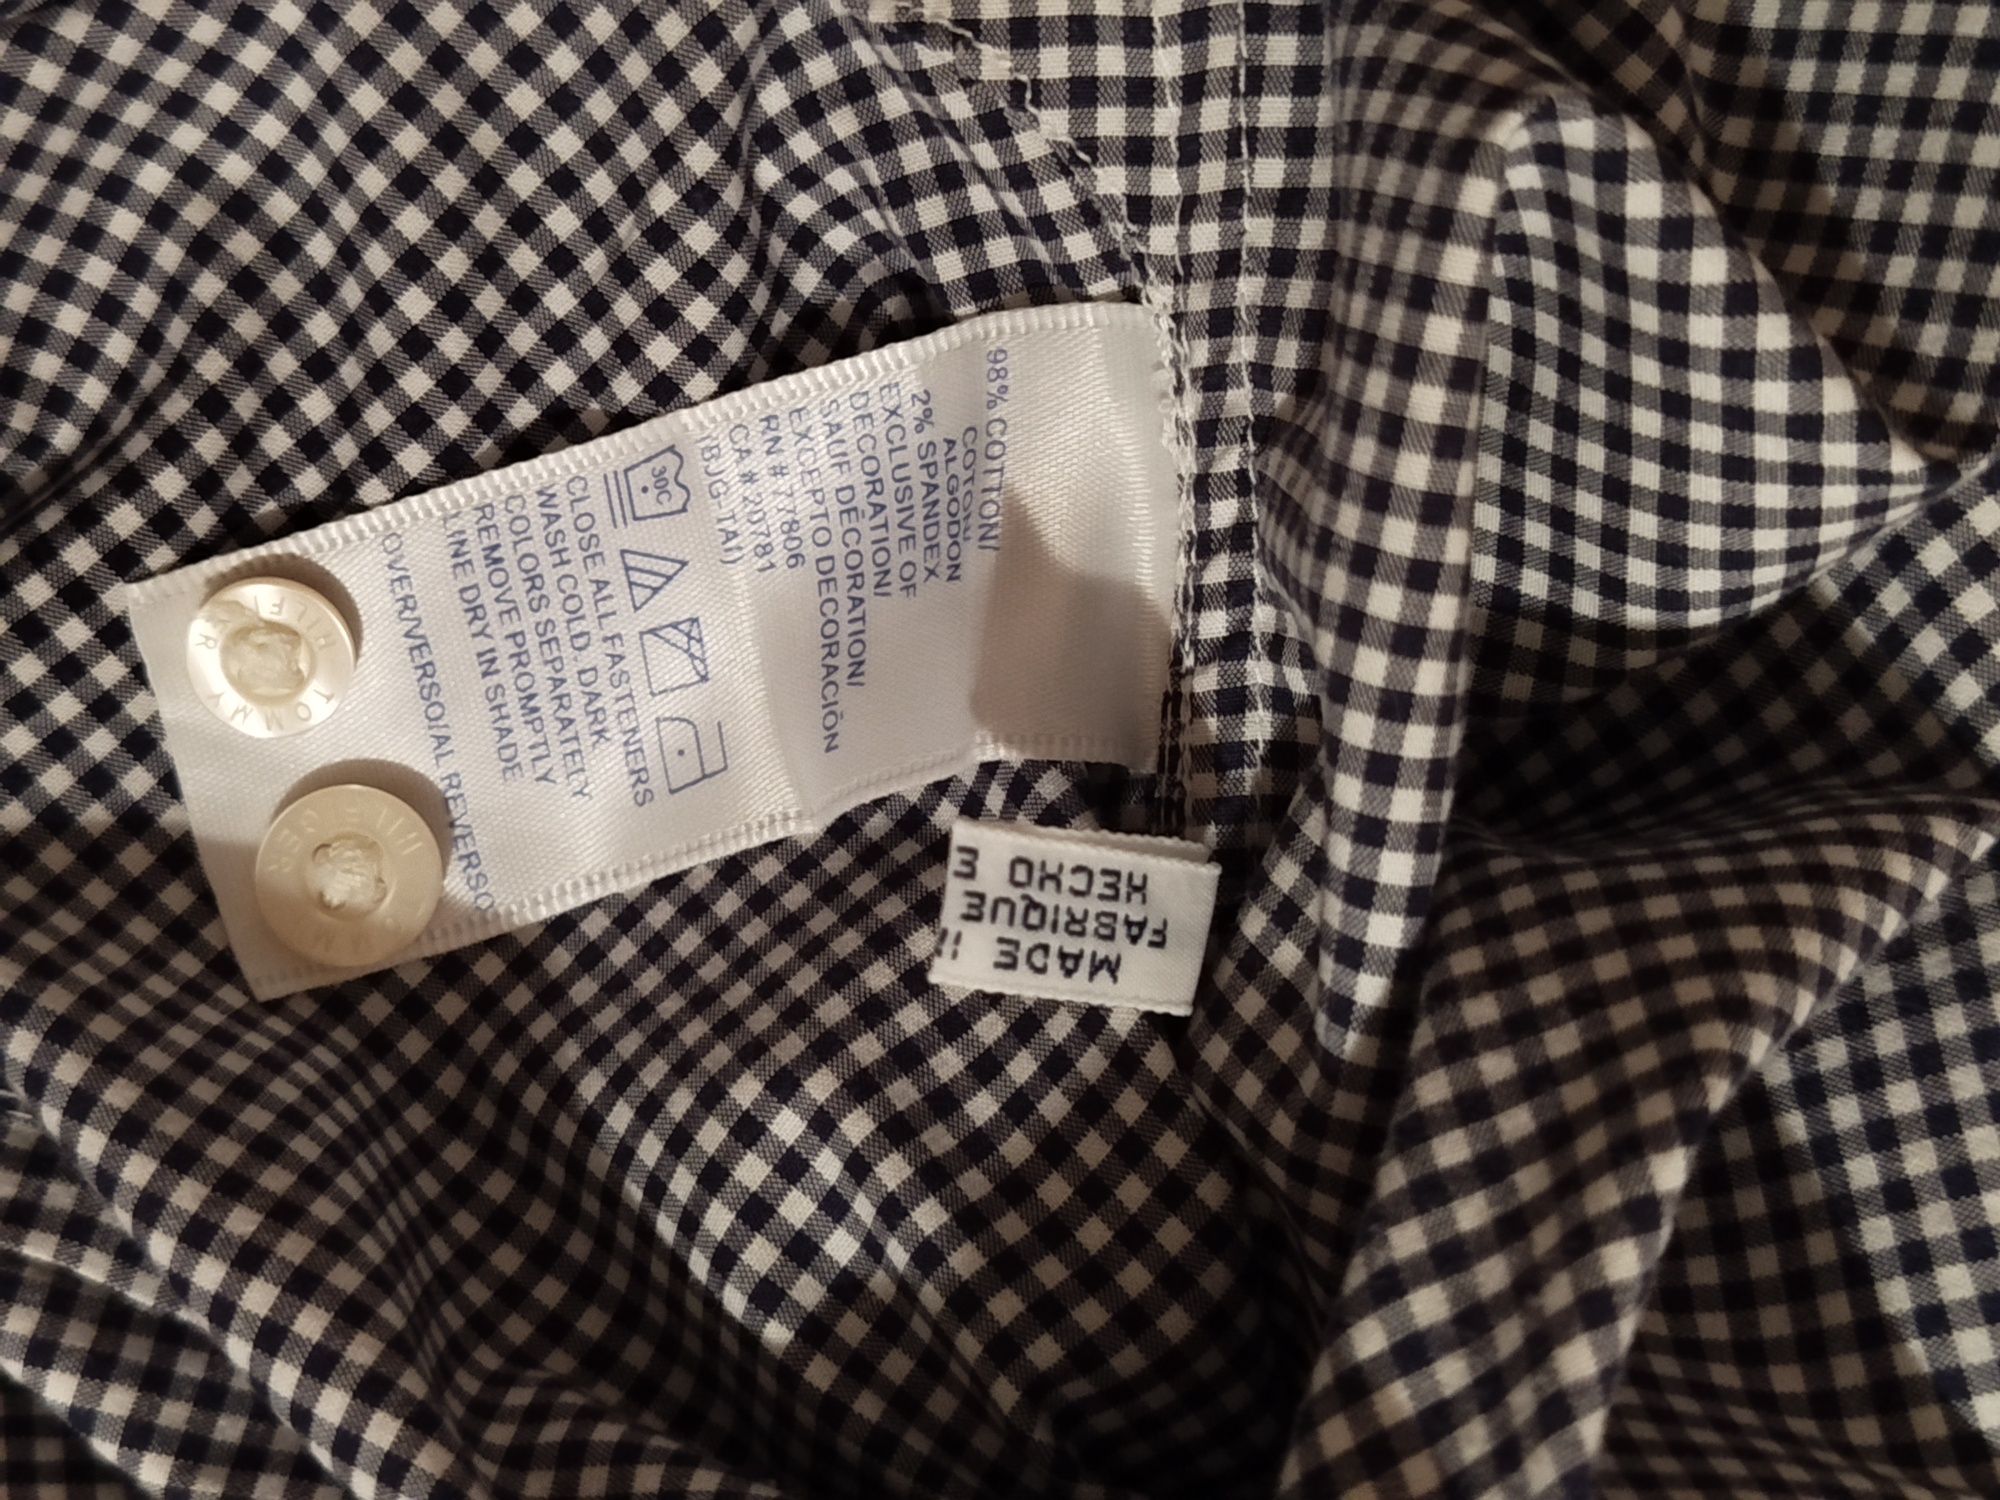 98% COTTON/
COTON/
ALGODON
2% SPANDEX
EXCLUSIVE OF
DECORATION/
SAUF DÉCORATION/
EXCEPTO DECORACIÓN
RN # 77806
CA # 20781
(BJG-TAI)
30C
CLOSE ALL FASTENERS
WASH COLD. DARK
COLORS SEPARATELY
REMOVE PROMPTLY
LINE DRY IN SHADE
OVER/VERSO/AL REVERSO
TOMMY HILFIGER
MADE
FABRIQUE
HECHO E